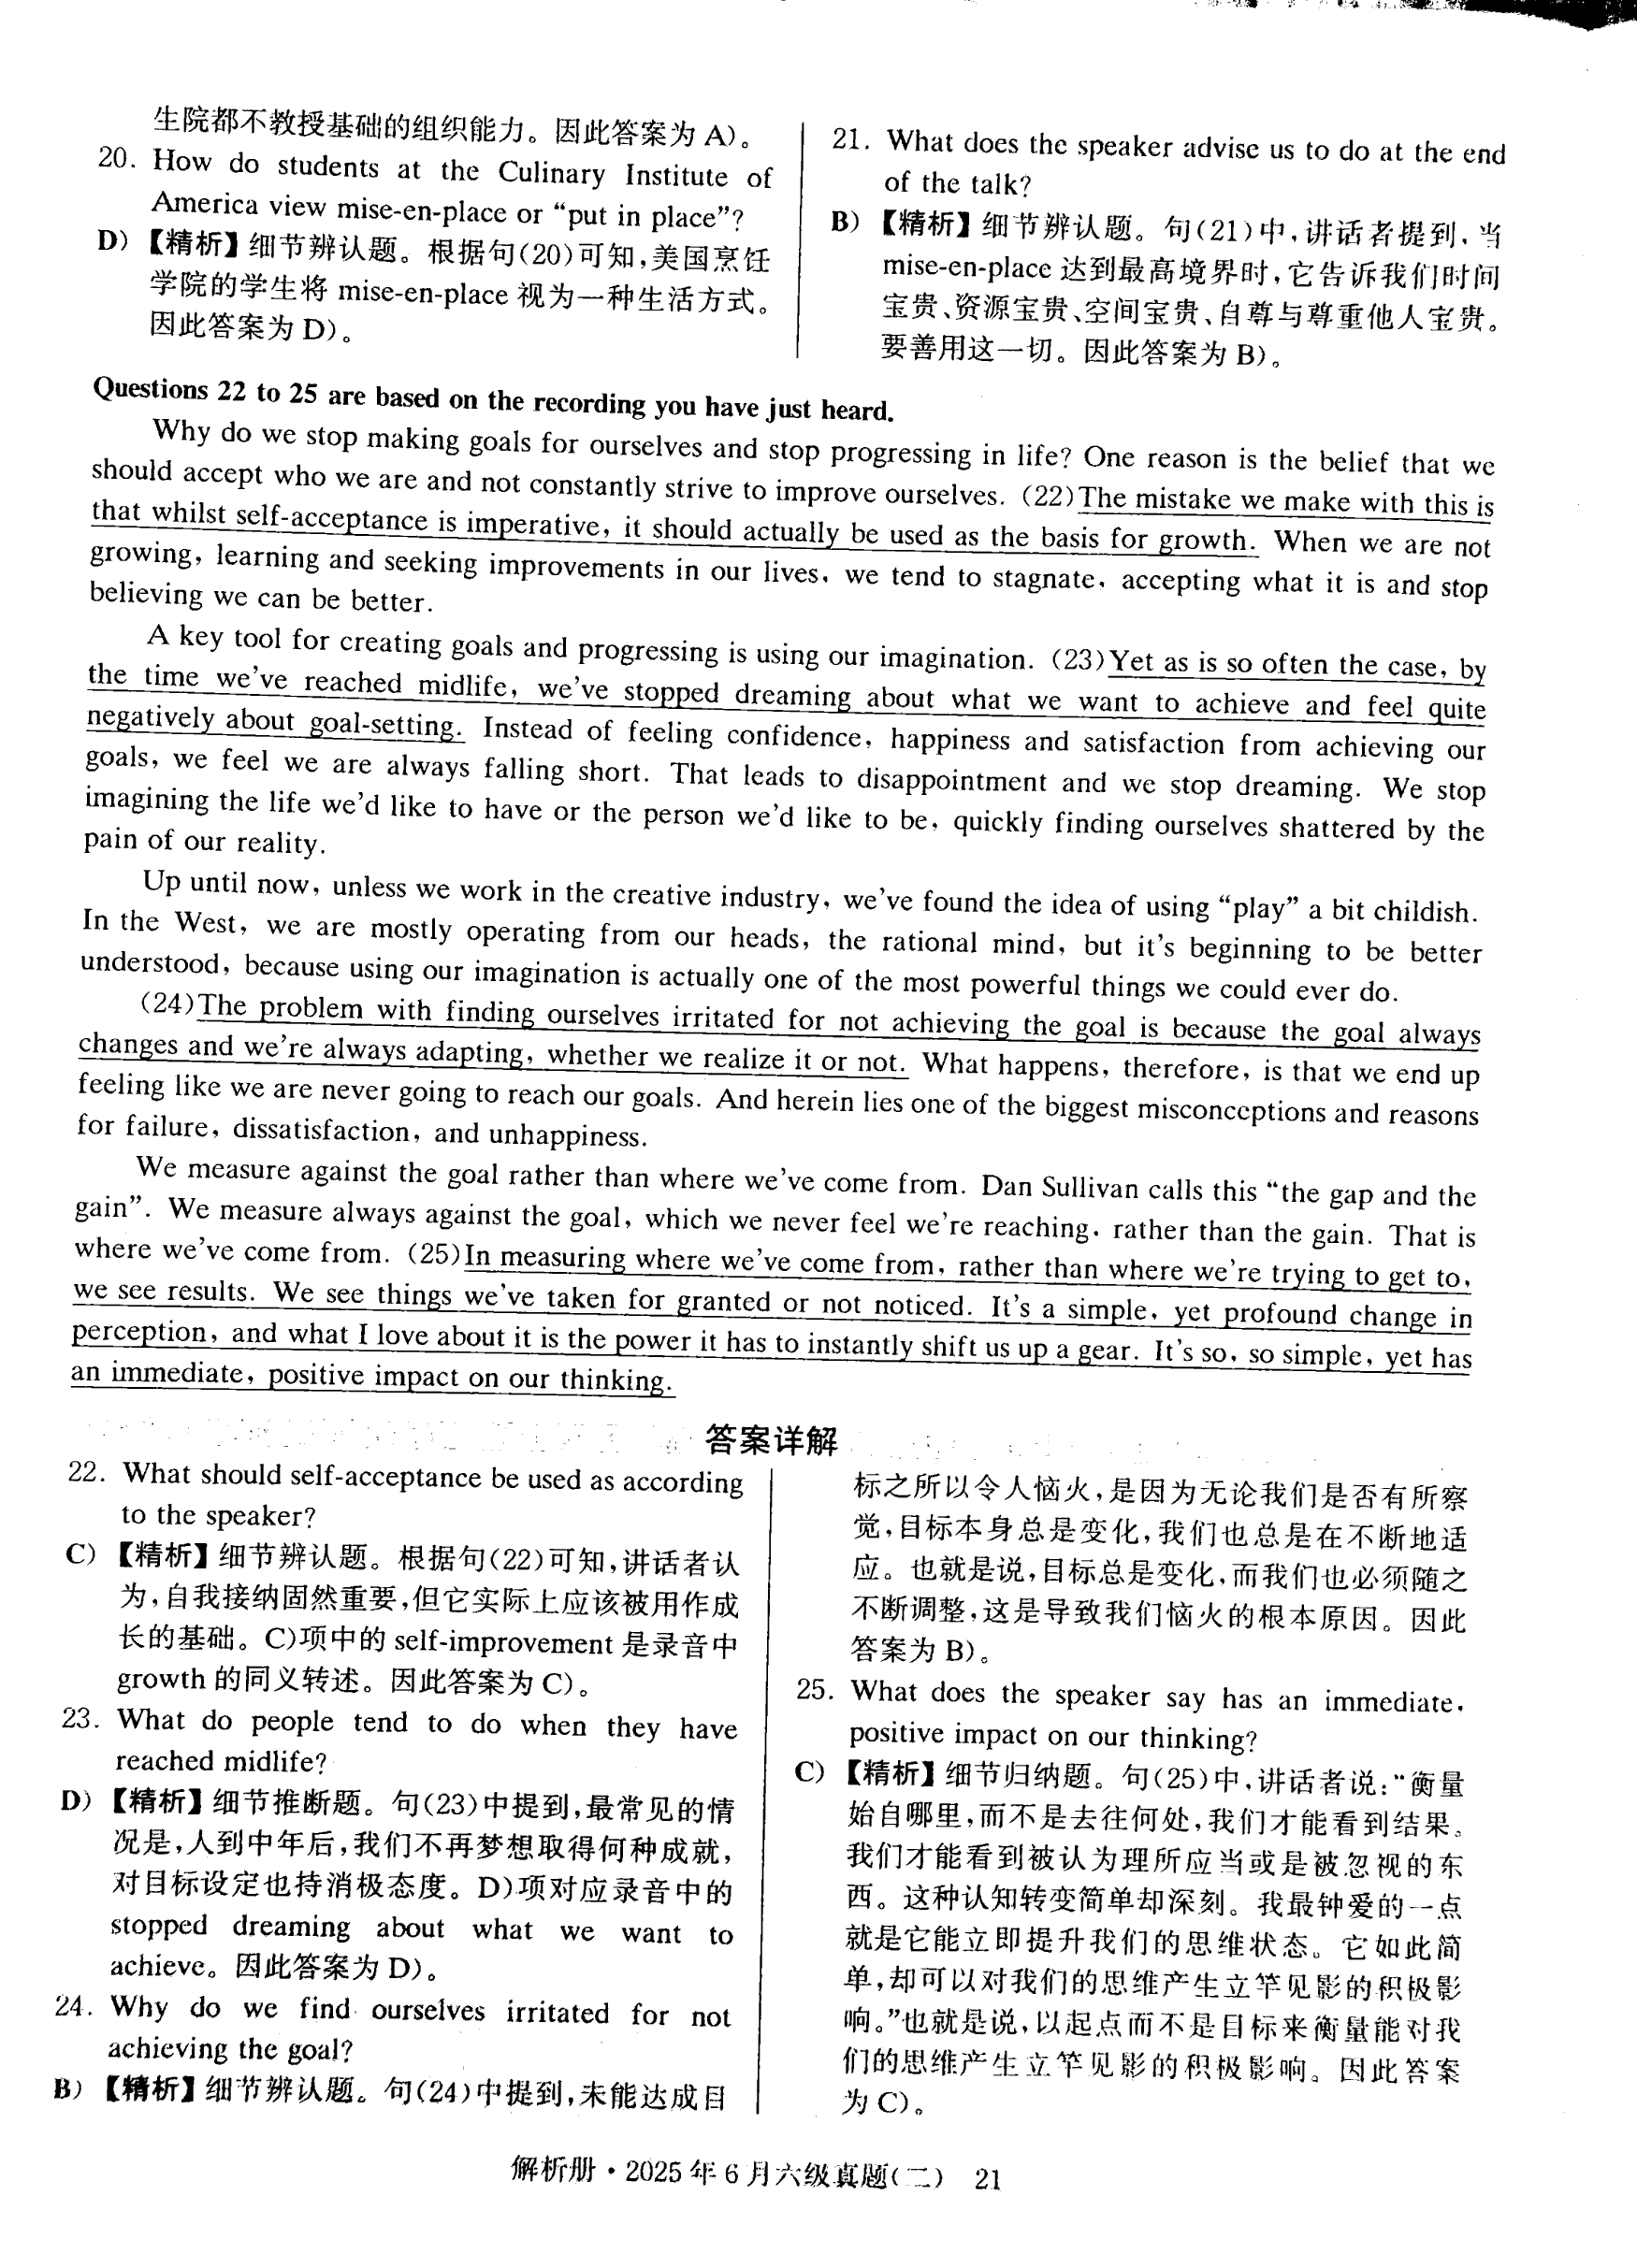 生院都不教授基础的组织能力。因此答案为 A)。
20. How do students at the Culinary Institute of
America view mise-en-place or “put in place”?
D) 【精析】细节辨认题。根据句(20)可知,美国烹饪
学院的学生将 mise-en-place 视为一种生活方式。
因此答案为 D)。
21. What does the speaker advise us to do at the end
of the talk?
B) 【精析】细节辨认题。句(21)中,讲话者提到,当
mise-en-place 达到最高境界时,它告诉我们时间
宝贵、资源宝贵、空间宝贵、自尊与尊重他人宝贵。
要善用这一切。因此答案为 B)。
Questions 22 to 25 are based on the recording you have just heard.
Why do we stop making goals for ourselves and stop progressing in life? One reason is the belief that we
should accept who we are and not constantly strive to improve ourselves. (22)The mistake we make with this is
that whilst self-acceptance is imperative, it should actually be used as the basis for growth. When we are not
growing, learning and seeking improvements in our lives, we tend to stagnate, accepting what it is and stop
believing we can be better.
A key tool for creating goals and progressing is using our imagination. (23)Yet as is so often the case, by
the time we’ve reached midlife, we’ve stopped dreaming about what we want to achieve and feel quite
negatively about goal-setting. Instead of feeling confidence, happiness and satisfaction from achieving our
goals, we feel we are always falling short. That leads to disappointment and we stop dreaming. We stop
imagining the life we’d like to have or the person we’d like to be, quickly finding ourselves shattered by the
pain of our reality.
Up until now, unless we work in the creative industry, we’ve found the idea of using “play” a bit childish.
In the West, we are mostly operating from our heads, the rational mind, but it’s beginning to be better
understood, because using our imagination is actually one of the most powerful things we could ever do.
(24)The problem with finding ourselves irritated for not achieving the goal is because the goal always
changes and we’re always adapting, whether we realize it or not. What happens, therefore, is that we end up
feeling like we are never going to reach our goals. And herein lies one of the biggest misconceptions and reasons
for failure, dissatisfaction, and unhappiness.
We measure against the goal rather than where we’ve come from. Dan Sullivan calls this “the gap and the
gain”. We measure always against the goal, which we never feel we’re reaching, rather than the gain. That is
where we’ve come from. (25)In measuring where we’ve come from, rather than where we’re trying to get to,
we see results. We see things we’ve taken for granted or not noticed. It’s a simple, yet profound change in
perception, and what I love about it is the power it has to instantly shift us up a gear. It’s so, so simple, yet has
an immediate, positive impact on our thinking.
答案详解
22. What should self-acceptance be used as according
to the speaker?
C) 【精析】细节辨认题。根据句(22)可知,讲话者认
为,自我接纳固然重要,但它实际上应该被用作成
长的基础。C)项中的 self-improvement 是录音中
growth 的同义转述。因此答案为 C)。
23. What do people tend to do when they have
reached midlife?
D) 【精析】细节推断题。句(23)中提到,最常见的情
况是,人到中年后,我们不再梦想取得何种成就,
对目标设定也持消极态度。D)项对应录音中的
stopped dreaming about what we want to
achieve。因此答案为 D)。
24. Why do we find ourselves irritated for not
achieving the goal?
B) 【精析】细节辨认题。句(24)中提到,未能达成目
标之所以令人恼火,是因为无论我们是否有所察
觉,目标本身总是变化,我们也总是在不断地适
应。也就是说,目标总是变化,而我们也必须随之
不断调整,这是导致我们恼火的根本原因。因此
答案为 B)。
25. What does the speaker say has an immediate,
positive impact on our thinking?
C) 【精析】细节归纳题。句(25)中,讲话者说:“衡量
始自哪里,而不是去往何处,我们才能看到结果。
我们才能看到被认为理所应当或是被忽视的东
西。这种认知转变简单却深刻。我最钟爱的一点
就是它能立即提升我们的思维状态。它如此简
单,却可以对我们的思维产生立竿见影的积极影
响。”也就是说,以起点而不是目标来衡量能对我
们的思维产生立竿见影的积极影响。因此答案
为 C)。
解析册·2025年6月六级真题(二) 21